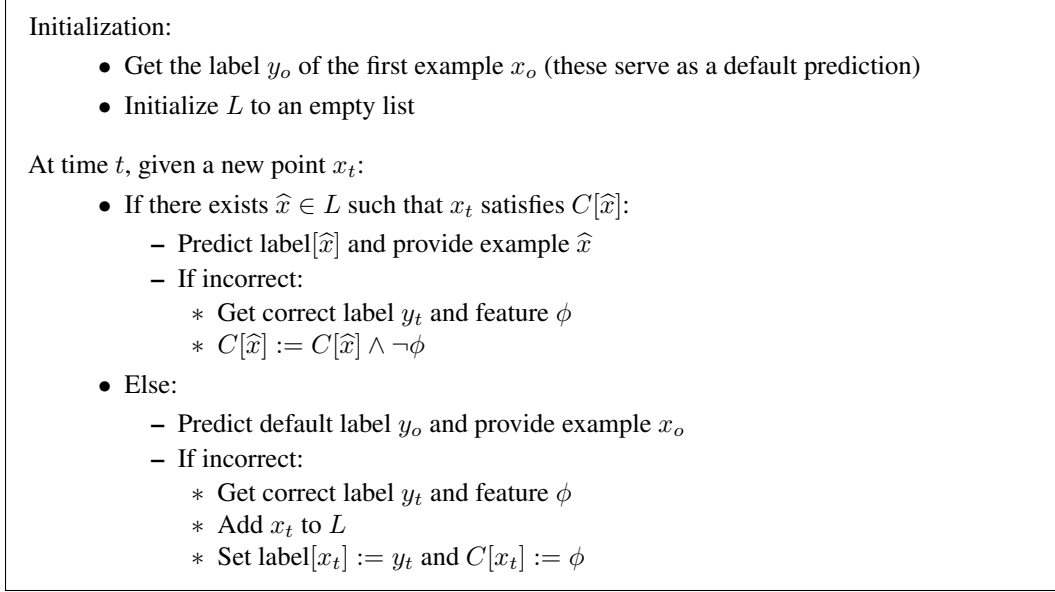 Initialization:
• Get the label y_o of the first example x_o (these serve as a default prediction)
• Initialize L to an empty list
At time t, given a new point x_t:
• If there exists x̂ ∈ L such that x_t satisfies C[x̂]:
– Predict label[x̂] and provide example x̂
– If incorrect:
∗ Get correct label y_t and feature ϕ
∗ C[x̂] := C[x̂] ∧ ¬ϕ
• Else:
– Predict default label y_o and provide example x_o
– If incorrect:
∗ Get correct label y_t and feature ϕ
∗ Add x_t to L
∗ Set label[x_t] := y_t and C[x_t] := ϕ